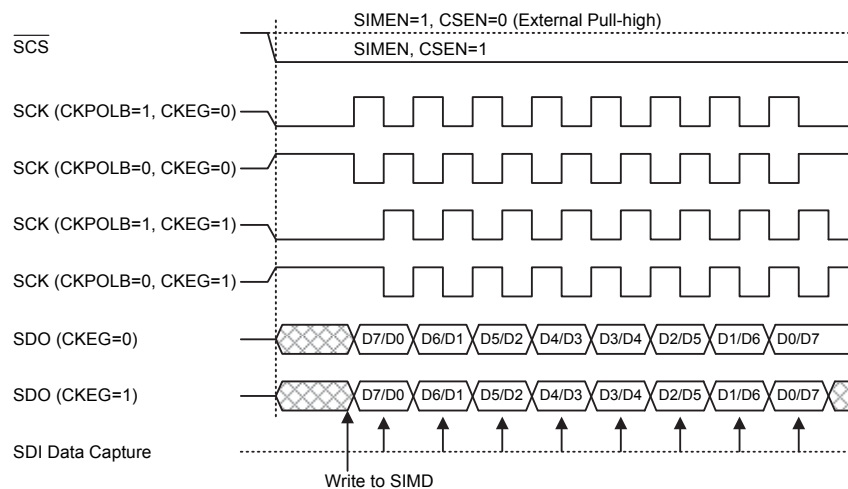 SIMEN=1, CSEN=0 (External Pull-high)
SCS
SIMEN, CSEN=1
SCK (CKPOLB=1, CKEG=0)
SCK (CKPOLB=0, CKEG=0)
SCK (CKPOLB=1, CKEG=1)
SCK (CKPOLB=0, CKEG=1)
SDO (CKEG=0) D7/D0 D6/D1 D5/D2 D4/D3 D3/D4 D2/D5 D1/D6 D0/D7
SDO (CKEG=1) D7/D0 D6/D1 D5/D2 D4/D3 D3/D4 D2/D5 D1/D6 D0/D7
SDI Data Capture
Write to SIMD